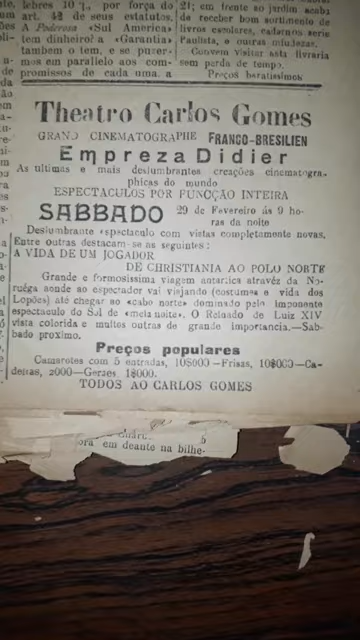 lebres 10 j., por força do
art. 42 de seus estatutos.
A Poderosa «Sul America»
tem dinheiro? a «Garantia»
tambem o tem, e se puzer-
mos em parallelo aos com-
promissos de cada uma, a
21; em frente ao jardim acaba
de receber bom sortimento de
livros escolares, cadernos serie
Paulista, e outras miudezas.
Convem visitar esta livraria
sem perda de tempo.
Preços baratissimos
Theatro Carlos Gomes
GRAND CINEMATOGRAPHE FRANCO-BRESILIEN
Empreza Didier
As ultimas e mais deslumbrantes creações cinematogra-
phicas do mundo
ESPECTACULOS POR FUNCÇÃO INTEIRA
SABBADO 29 de Fevereiro ás 9 ho-
ras da noite
Deslumbrante espectaculo com vistas completamente novas.
Entre outras destacam-se as seguintes:
A VIDA DE UM JOGADOR
DE CHRISTIANIA AO POLO NORTE
Grande e formosissima viagem antartica através da No-
ruéga aonde ao espectador vai viajando (costumes e vida dos
Lopões) até chegar ao «cabo norte» dominado pelo imponente
espectaculo do Sol de «meia noite». O Reinado de Luiz XIV
vista colorida e muitos outras de grande importancia.—Sab-
bado proximo.
Preços populares
Camarotes com 5 entradas, 10$000—Frisas, 10$000—Ca-
deiras, 2000—Geraes, 1$000.
TODOS AO CARLOS GOMES
5
ora em deante na bilhe-